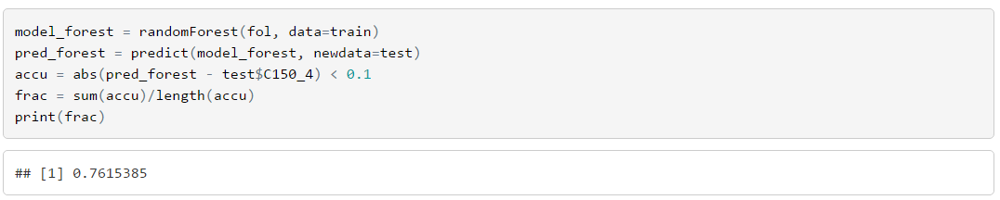 model_forest = randomForest(fol, data=train)
pred_forest = predict(model_forest, newdata=test)
accu = abs(pred_forest - test$C150_4) < 0.1
frac = sum(accu)/length(accu)
print(frac)
## [1] 0.7615385